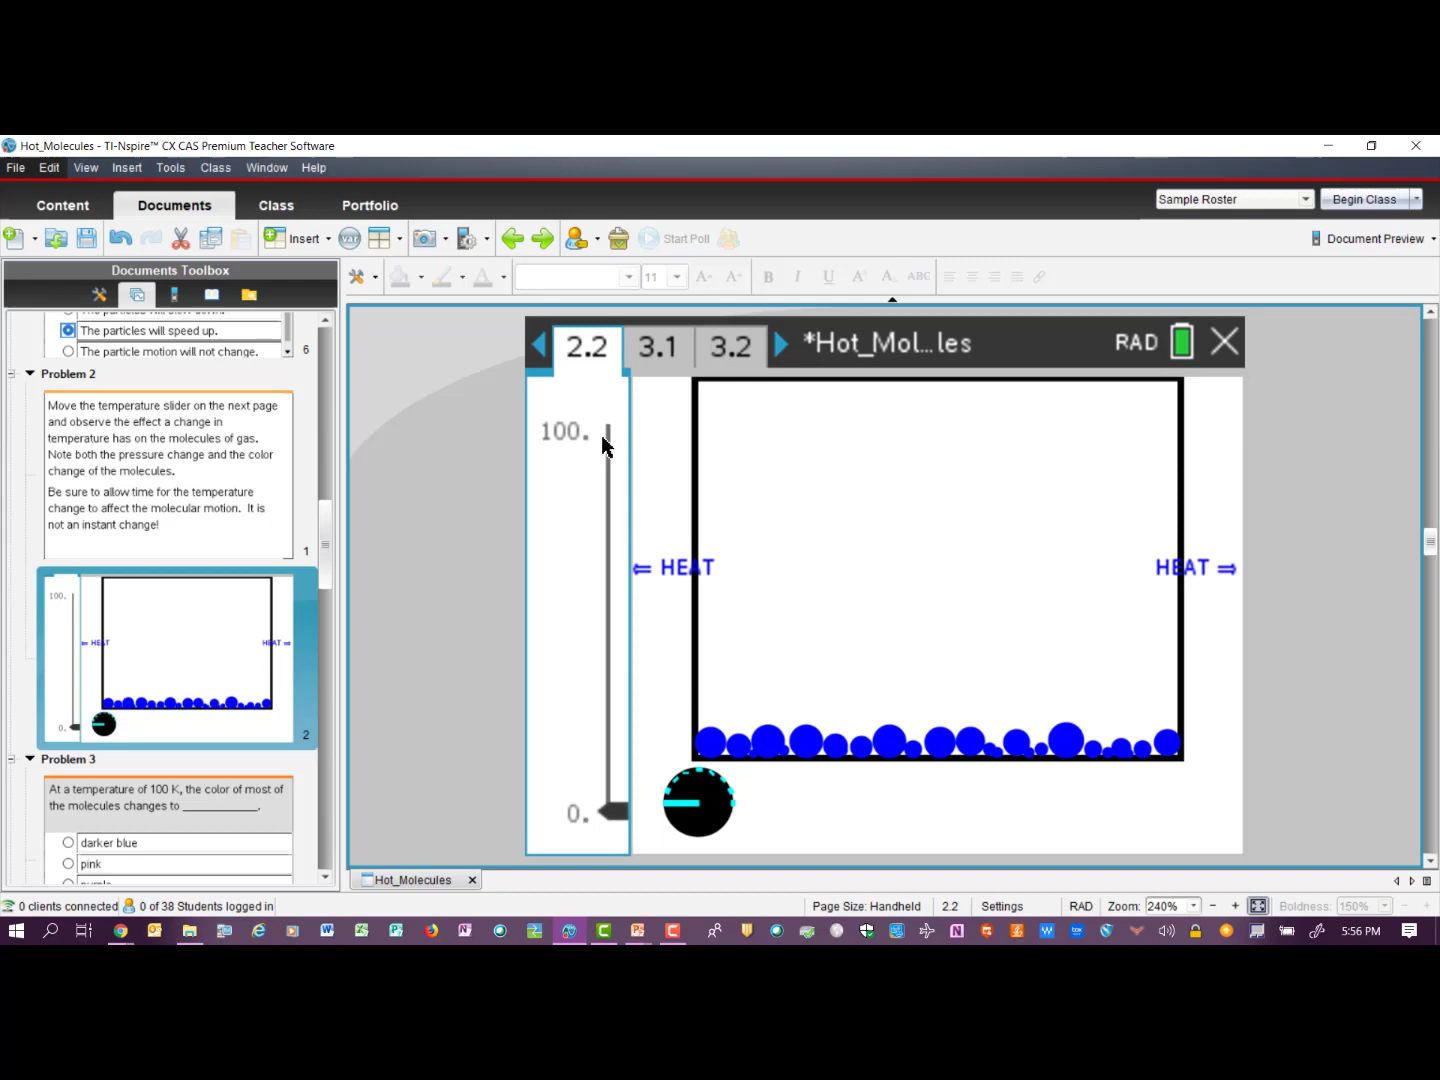 Hot_Molecules - TI-Nspire™ CX CAS Premium Teacher Software
File Edit View Insert Tools Class Window Help
Content Documents Class Portfolio
Sample Roster Begin Class
Insert VAR Start Poll Document Preview
Documents Toolbox
11 A A B I U A A ABC
The particles will speed up.
The particle motion will not change.
6
Problem 2
Move the temperature slider on the next page
and observe the effect a change in
temperature has on the molecules of gas.
Note both the pressure change and the color
change of the molecules.
Be sure to allow time for the temperature
change to affect the molecular motion. It is
not an instant change!
1
100.
HEAT HEAT
0.
2
Problem 3
At a temperature of 100 K, the color of most of
the molecules changes to ____________.
darker blue
pink
2.2 3.1 3.2 *Hot_Mol...les RAD
100.
⇐ HEAT HEAT ⇒
0.
Hot_Molecules
0 clients connected 0 of 38 Students logged in Page Size: Handheld 2.2 Settings RAD Zoom: 240% - + Boldness: 150% - +
5:56 PM